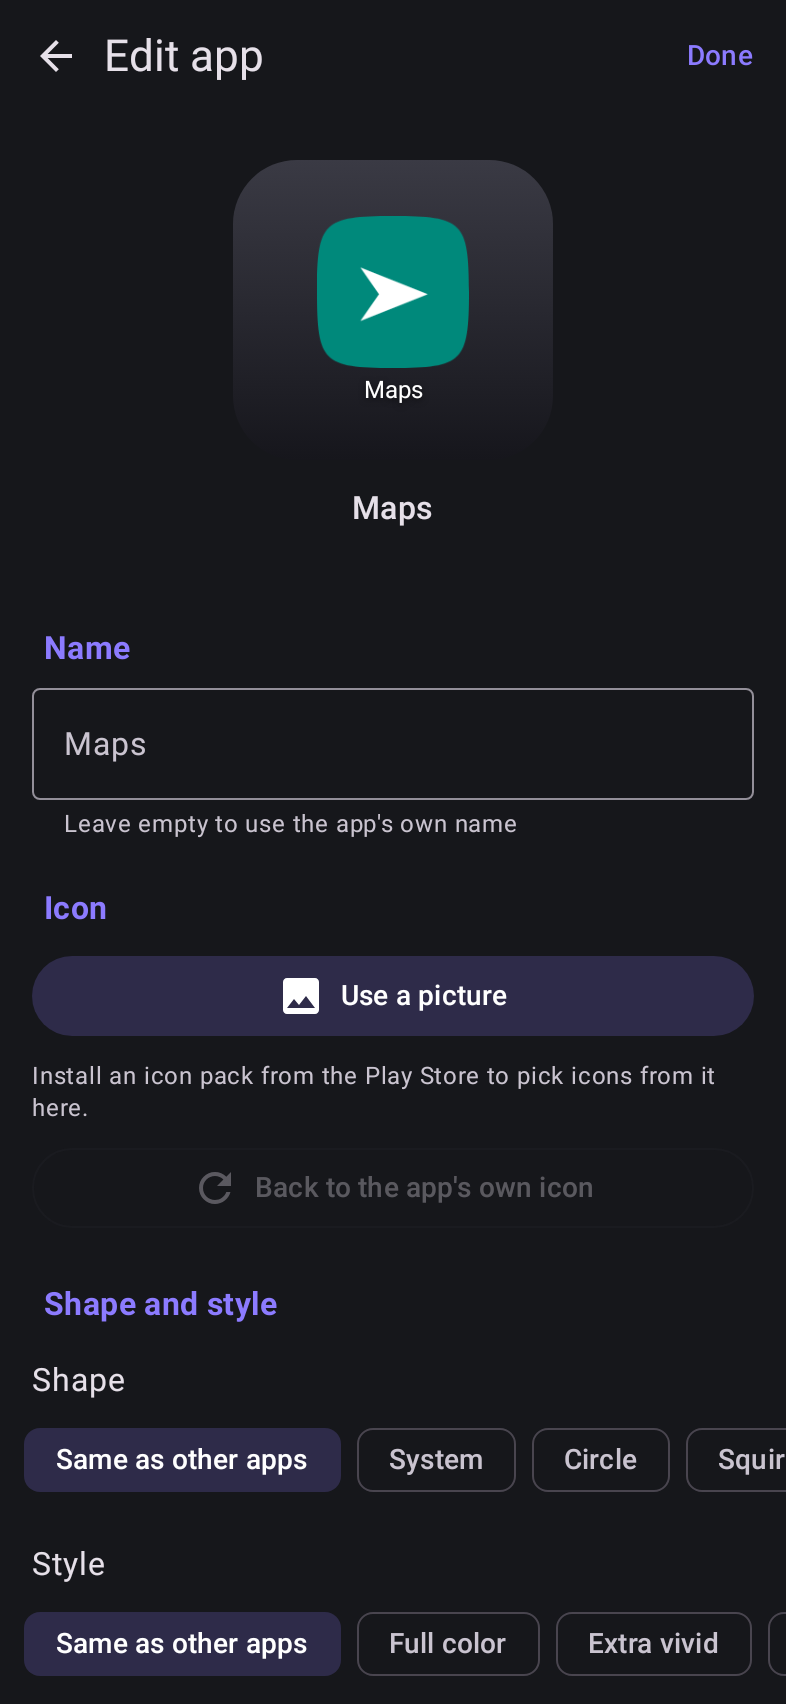 Edit app
Done
Maps
Maps
Name
Maps
Leave empty to use the app's own name
Icon
Use a picture
Install an icon pack from the Play Store to pick icons from it
here.
Back to the app's own icon
Shape and style
Shape
Same as other apps
System
Circle
Squir
Style
Same as other apps
Full color
Extra vivid